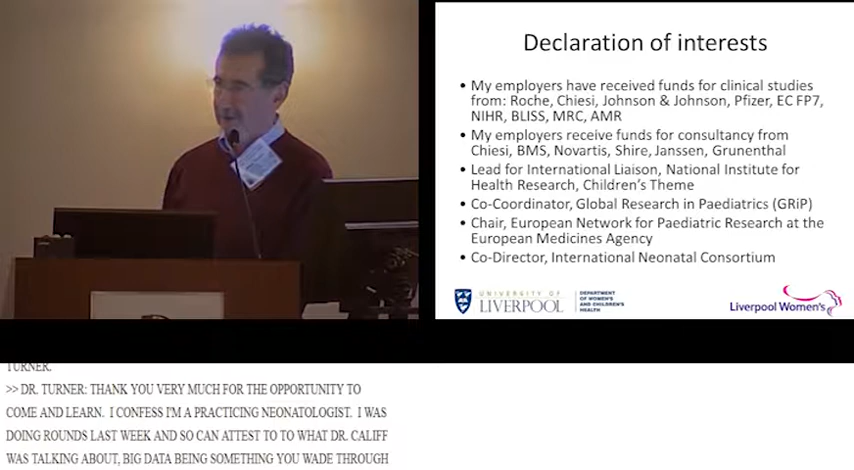 Declaration of interests
• My employers have received funds for clinical studies
from: Roche, Chiesi, Johnson & Johnson, Pfizer, EC FP7,
NIHR, BLISS, MRC, AMR
• My employers receive funds for consultancy from
Chiesi, BMS, Novartis, Shire, Janssen, Grunenthal
• Lead for International Liaison, National Institute for
Health Research, Children's Theme
• Co-Coordinator, Global Research in Paediatrics (GRiP)
• Chair, European Network for Paediatric Research at the
European Medicines Agency
• Co-Director, International Neonatal Consortium
UNIVERSITY OF
LIVERPOOL
DEPARTMENT
OF WOMEN'S
AND CHILDREN'S
HEALTH
Liverpool Women's
TURNER.
>> DR. TURNER: THANK YOU VERY MUCH FOR THE OPPORTUNITY TO
COME AND LEARN. I CONFESS I'M A PRACTICING NEONATOLOGIST. I WAS
DOING ROUNDS LAST WEEK AND SO CAN ATTEST TO TO WHAT DR. CALIFF
WAS TALKING ABOUT, BIG DATA BEING SOMETHING YOU WADE THROUGH